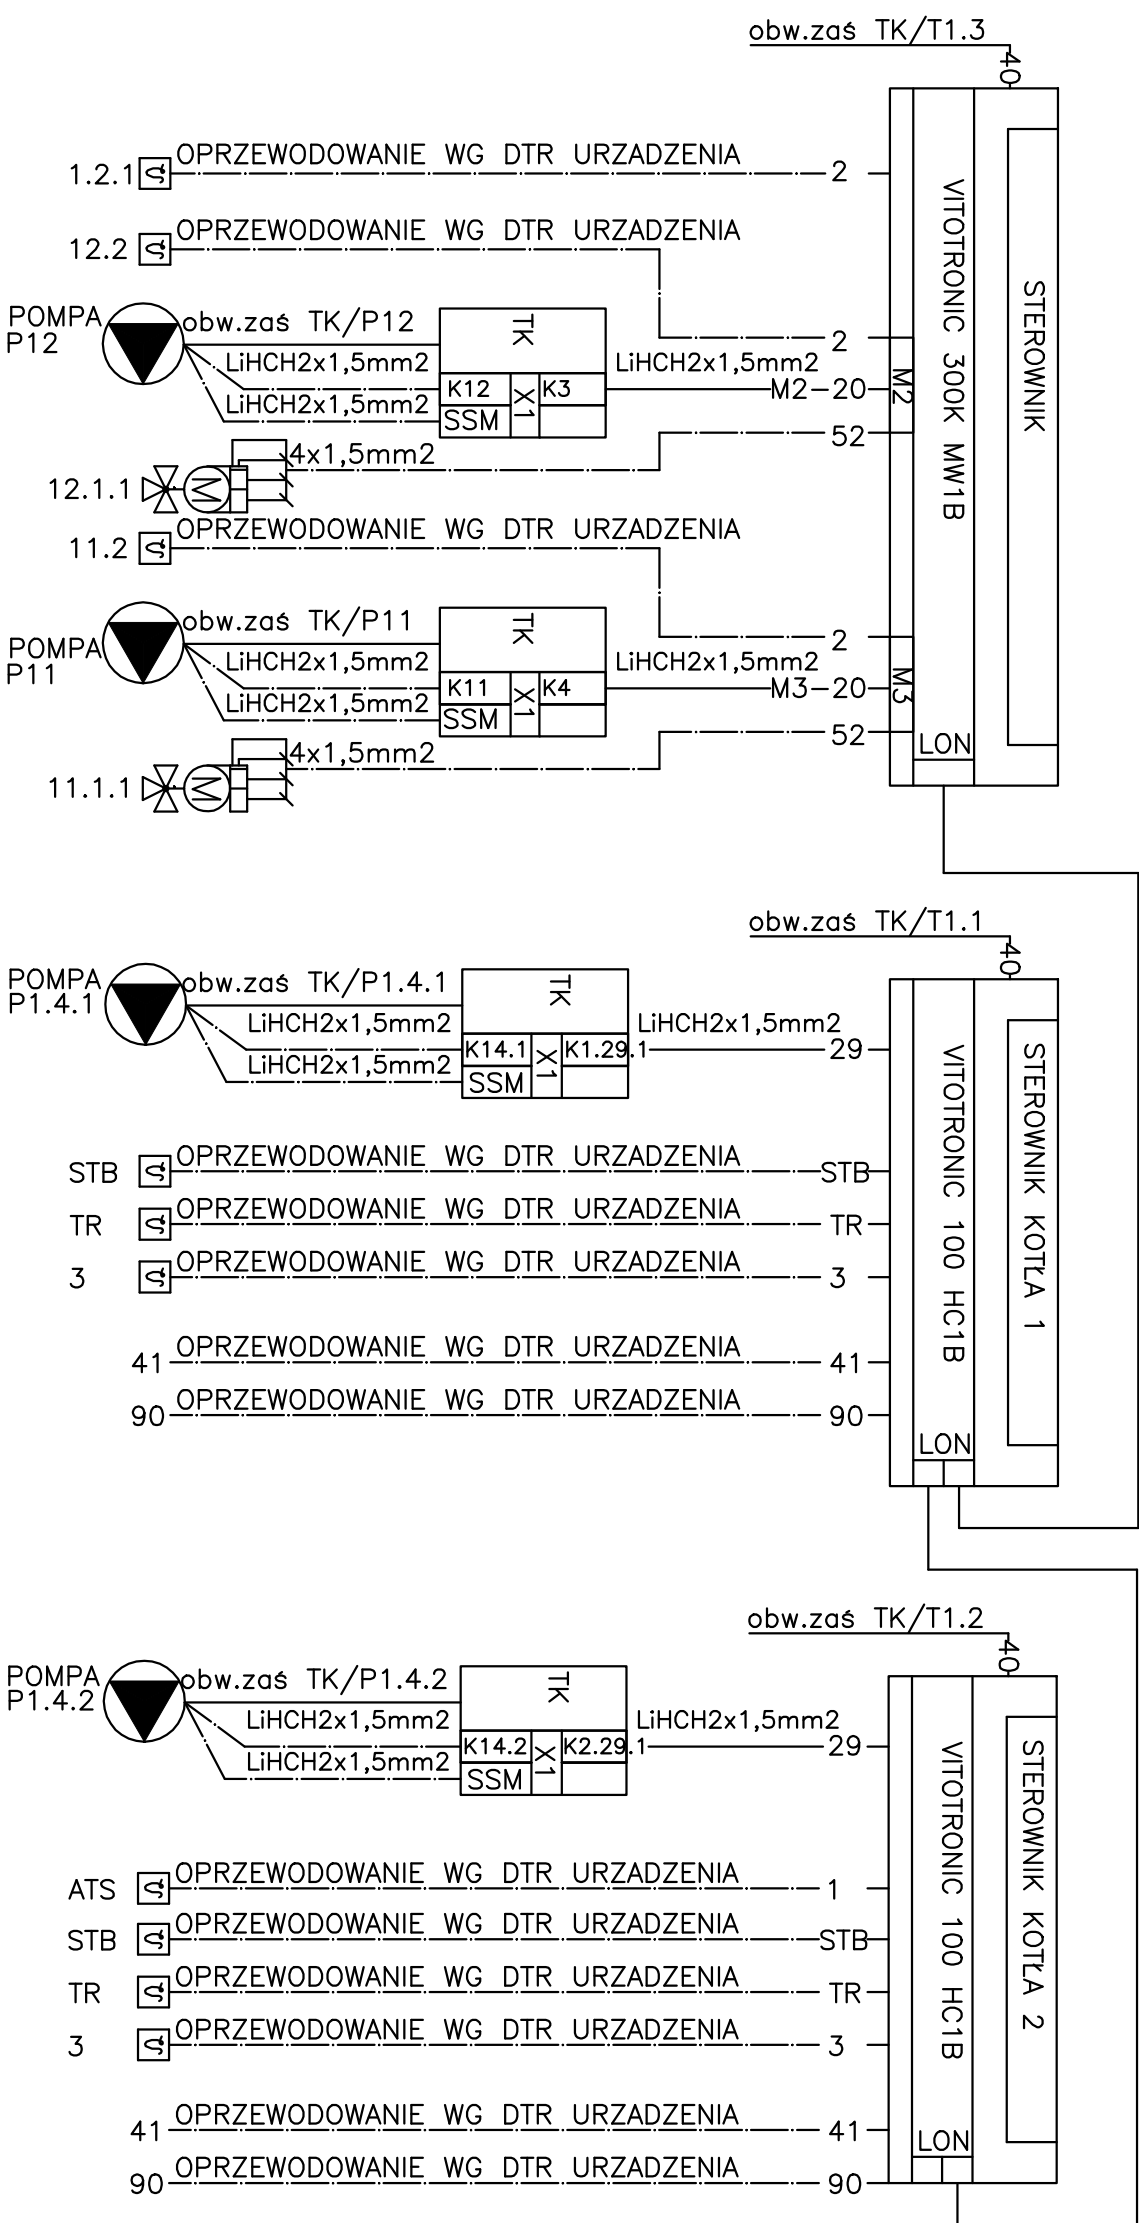 obw.zaś TK/T1.3
40
OPRZEWODOWANIE WG DTR URZADZENIA
1.2.1
2
OPRZEWODOWANIE WG DTR URZADZENIA
12.2
2
VITOTRONIC 300K MW1B
STEROWNIK
POMPA
P12
obw.zaś TK/P12
TK
LiHCH2x1,5mm2
LiHCH2x1,5mm2
K12
X1
K3
M2-20
M2
LiHCH2x1,5mm2
SSM
52
4x1,5mm2
12.1.1
M
OPRZEWODOWANIE WG DTR URZADZENIA
11.2
2
POMPA
P11
obw.zaś TK/P11
TK
LiHCH2x1,5mm2
LiHCH2x1,5mm2
K11
X1
K4
M3-20
M3
LiHCH2x1,5mm2
SSM
52
LON
4x1,5mm2
11.1.1
M
obw.zaś TK/T1.1
40
POMPA
P1.4.1
obw.zaś TK/P1.4.1
TK
LiHCH2x1,5mm2
LiHCH2x1,5mm2
K14.1
X1
K1.29.1
29
LiHCH2x1,5mm2
SSM
VITOTRONIC 100 HC1B
STEROWNIK KOTŁA 1
OPRZEWODOWANIE WG DTR URZADZENIA
STB
STB
OPRZEWODOWANIE WG DTR URZADZENIA
TR
TR
OPRZEWODOWANIE WG DTR URZADZENIA
3
3
OPRZEWODOWANIE WG DTR URZADZENIA
41
41
OPRZEWODOWANIE WG DTR URZADZENIA
90
90
LON
obw.zaś TK/T1.2
40
POMPA
P1.4.2
obw.zaś TK/P1.4.2
TK
LiHCH2x1,5mm2
LiHCH2x1,5mm2
K14.2
X1
K2.29.1
29
LiHCH2x1,5mm2
SSM
VITOTRONIC 100 HC1B
STEROWNIK KOTŁA 2
OPRZEWODOWANIE WG DTR URZADZENIA
ATS
1
OPRZEWODOWANIE WG DTR URZADZENIA
STB
STB
OPRZEWODOWANIE WG DTR URZADZENIA
TR
TR
OPRZEWODOWANIE WG DTR URZADZENIA
3
3
OPRZEWODOWANIE WG DTR URZADZENIA
41
41
LON
OPRZEWODOWANIE WG DTR URZADZENIA
90
90